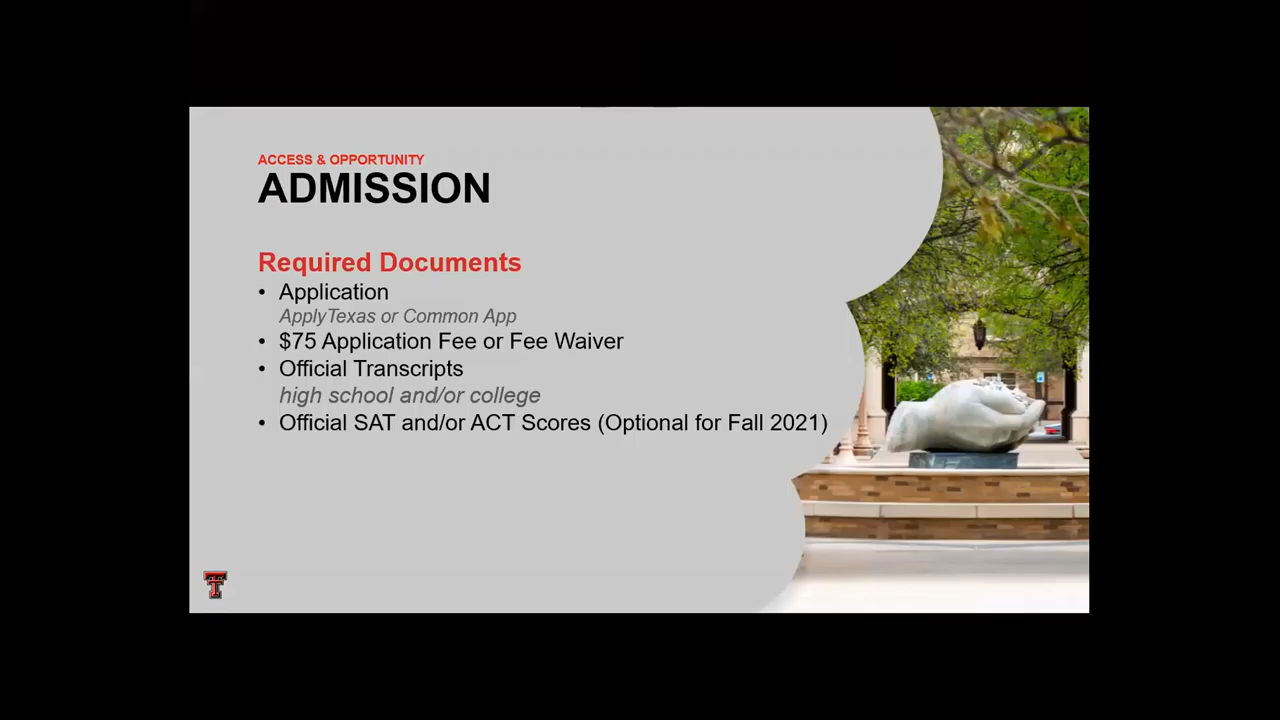 ACCESS & OPPORTUNITY
ADMISSION
Required Documents
• Application
ApplyTexas or Common App
• $75 Application Fee or Fee Waiver
• Official Transcripts
high school and/or college
• Official SAT and/or ACT Scores (Optional for Fall 2021)